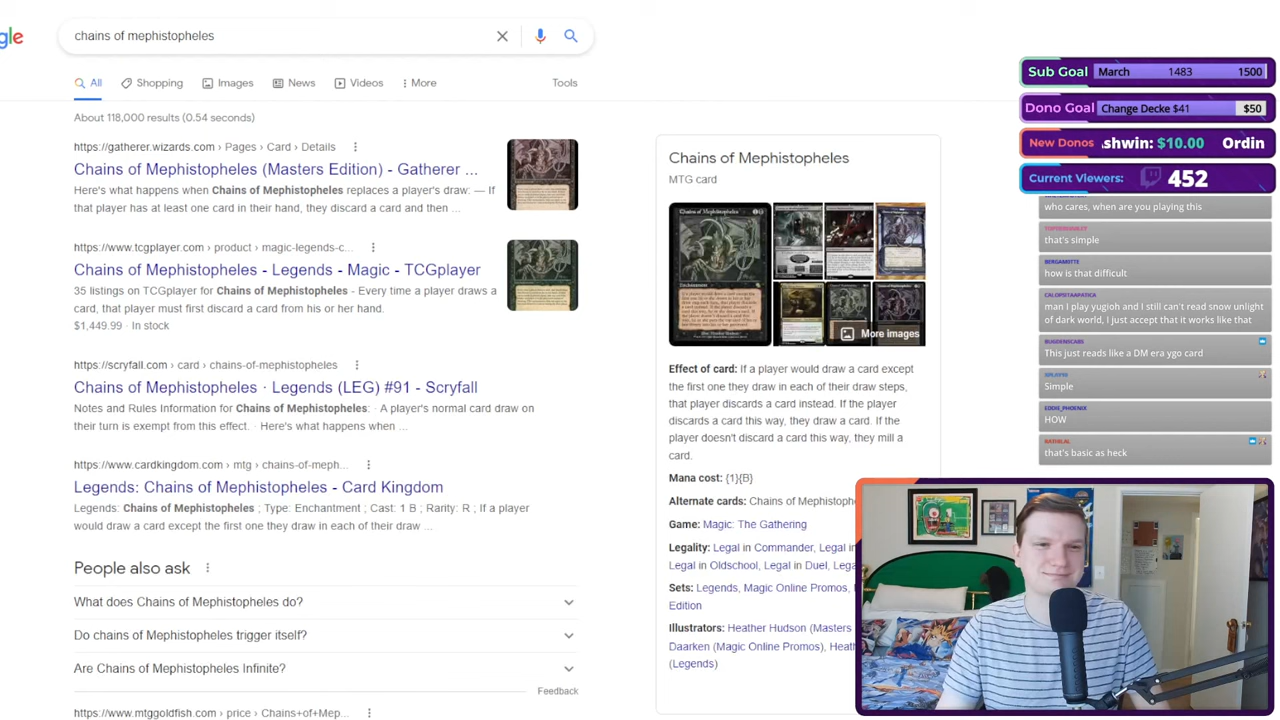 gle
chains of mephistopheles
All
Shopping
Images
News
Videos
More
Tools
About 118,000 results (0.54 seconds)
https://gatherer.wizards.com › Pages › Card › Details
Chains of Mephistopheles (Masters Edition) - Gatherer ...
Here's what happens when Chains of Mephistopheles replaces a player's draw: — If
that player has at least one card in their hand, they discard a card and then ...
https://www.tcgplayer.com › product › magic-legends-c...
Chains of Mephistopheles - Legends - Magic - TCGplayer
35 listings on TCGplayer for Chains of Mephistopheles - Every time a player draws a
card, that player must first discard a card from his or her hand.
$1,449.99 · In stock
https://scryfall.com › card › chains-of-mephistopheles
Chains of Mephistopheles · Legends (LEG) #91 - Scryfall
Notes and Rules Information for Chains of Mephistopheles: · A player's normal card draw on
their turn is exempt from this effect. · Here's what happens when ...
https://www.cardkingdom.com › mtg › chains-of-meph...
Legends: Chains of Mephistopheles - Card Kingdom
Legends: Chains of Mephistopheles ; Type: Enchantment ; Cast: 1 B ; Rarity: R ; If a player
would draw a card except the first one they draw in each of their draw ...
People also ask
What does Chains of Mephistopheles do?
Do chains of Mephistopheles trigger itself?
Are Chains of Mephistopheles Infinite?
Feedback
https://www.mtggoldfish.com › price › Chains+of+Mep...
Chains of Mephistopheles
MTG card
Chains of Mephistopheles
Enchantment
More images
Effect of card: If a player would draw a card except
the first one they draw in each of their draw steps,
that player discards a card instead. If the player
discards a card this way, they draw a card. If the
player doesn't discard a card this way, they mill a
card.
Mana cost: {1}{B}
Alternate cards: Chains of Mephistophe
Game: Magic: The Gathering
Legality: Legal in Commander, Legal in
Legal in Oldschool, Legal in Duel, Lega
Sets: Legends, Magic Online Promos,
Edition
Illustrators: Heather Hudson (Masters
Daarken (Magic Online Promos), Heath
(Legends)
Sub Goal March 1483 1500
Dono Goal Change Decke $41 $50
New Donos shwin: $10.00 Ordin
Current Viewers: 452
who cares, when are you playing this
that's simple
BERGAMOTTE
how is that difficult
man I play yugioh and I still can't read snow unlight
of dark world, I just accept that it works like that
This just reads like a DM era ygo card
Simple
EDDIE_PHOENIX
HOW
that's basic as heck